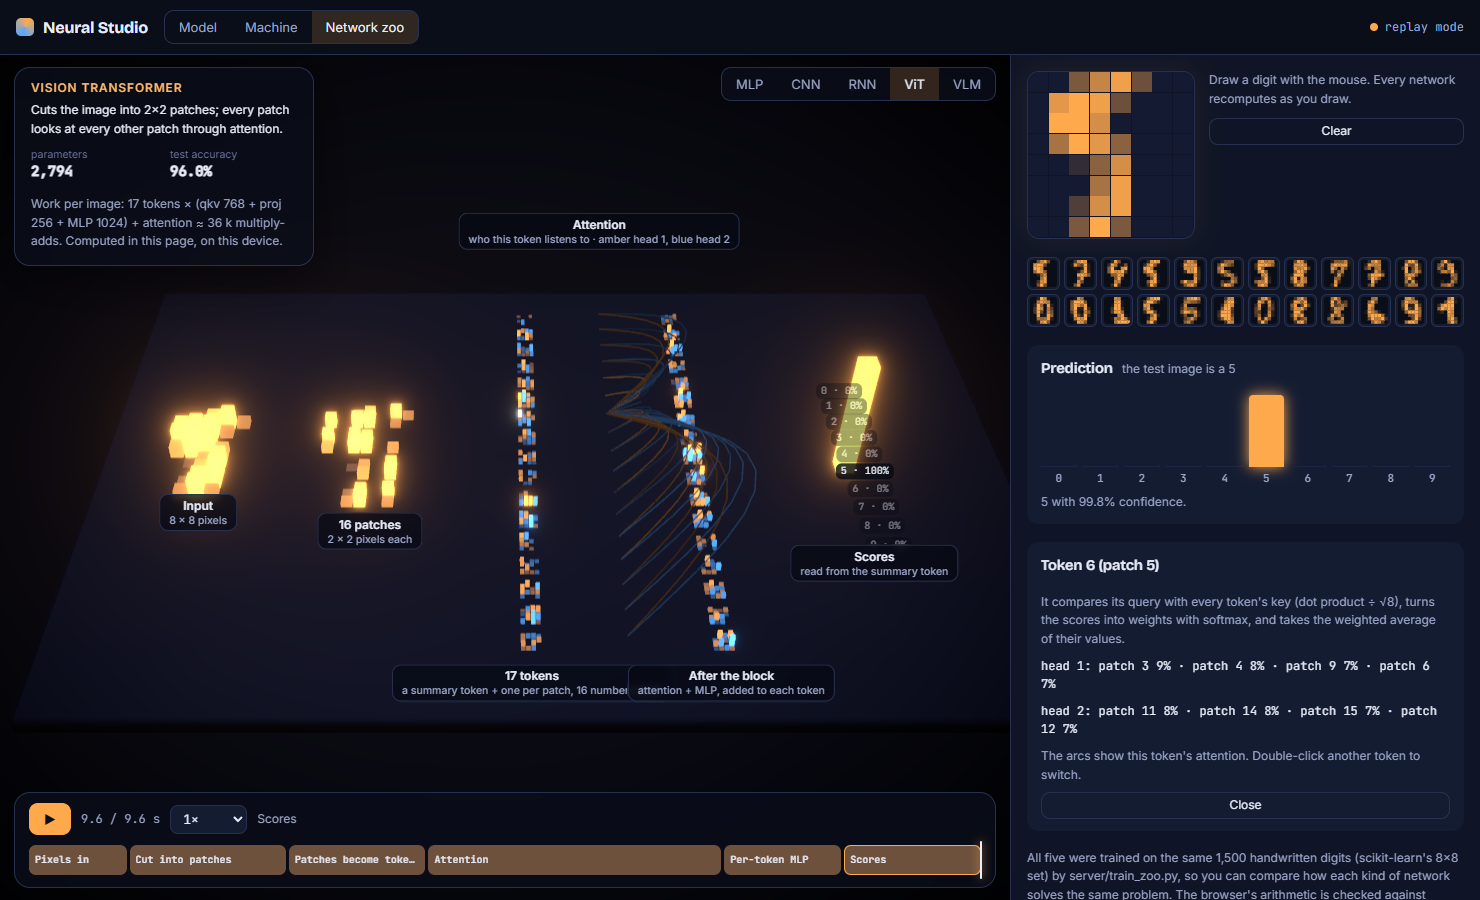 Neural Studio
Model
Machine
Network zoo
replay mode
VISION TRANSFORMER
Cuts the image into 2×2 patches; every patch
looks at every other patch through attention.
parameters
test accuracy
2,794
96.0%
Work per image: 17 tokens × (qkv 768 + proj
256 + MLP 1024) + attention ≈ 36 k multiply-
adds. Computed in this page, on this device.
MLP
CNN
RNN
ViT
VLM
Attention
who this token listens to · amber head 1, blue head 2
Input
8 × 8 pixels
16 patches
2 × 2 pixels each
0 · 0%
1 · 0%
2 · 0%
3 · 0%
4 · 0%
5 · 100%
6 · 0%
7 · 0%
8 · 0%
9 · 0%
Scores
read from the summary token
17 tokens
a summary token + one per patch, 16 number
After the block
attention + MLP, added to each token
9.6 / 9.6 s
1×
Scores
Pixels in
Cut into patches
Patches become toke…
Attention
Per-token MLP
Scores
Draw a digit with the mouse. Every network
recomputes as you draw.
Clear
Prediction the test image is a 5
0 1 2 3 4 5 6 7 8 9
5 with 99.8% confidence.
Token 6 (patch 5)
It compares its query with every token's key (dot product ÷ √8), turns
the scores into weights with softmax, and takes the weighted average
of their values.
head 1: patch 3 9% · patch 4 8% · patch 9 7% · patch 6
7%
head 2: patch 11 8% · patch 14 8% · patch 15 7% · patch
12 7%
The arcs show this token's attention. Double-click another token to
switch.
Close
All five were trained on the same 1,500 handwritten digits (scikit-learn's 8×8
set) by server/train_zoo.py, so you can compare how each kind of network
solves the same problem. The browser's arithmetic is checked against